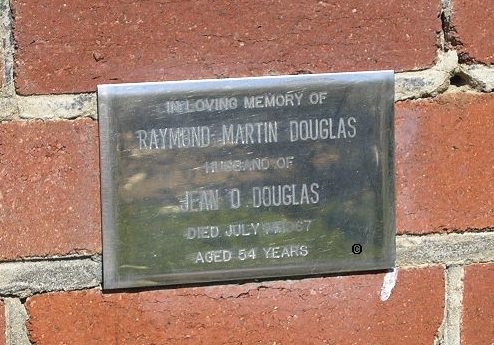 IN LOVING MEMORY OF
RAYMOND MARTIN DOUGLAS
HUSBAND OF
JEAN O. DOUGLAS
DIED JULY
AGED 54 YEARS
©